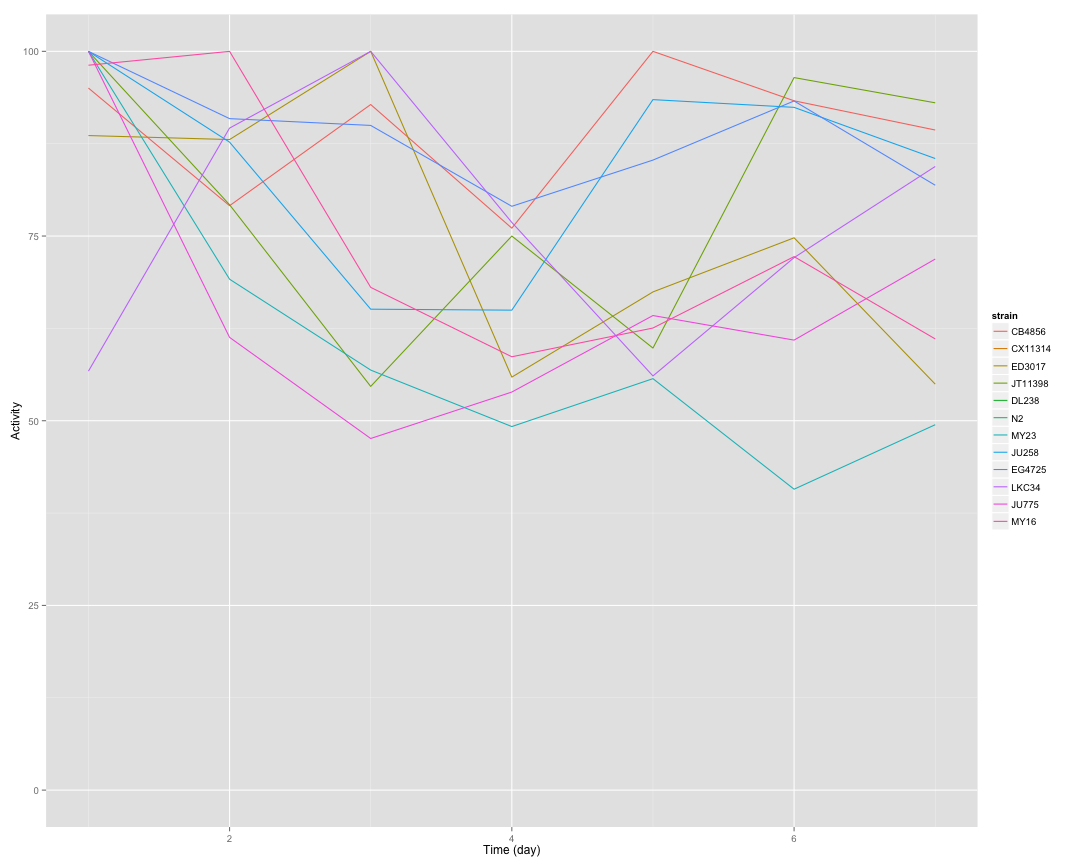 100
75
50
25
0
Activity
2
4
6
Time (day)
strain
CB4856
CX11314
ED3017
JT11398
DL238
N2
MY23
JU258
EG4725
LKC34
JU775
MY16